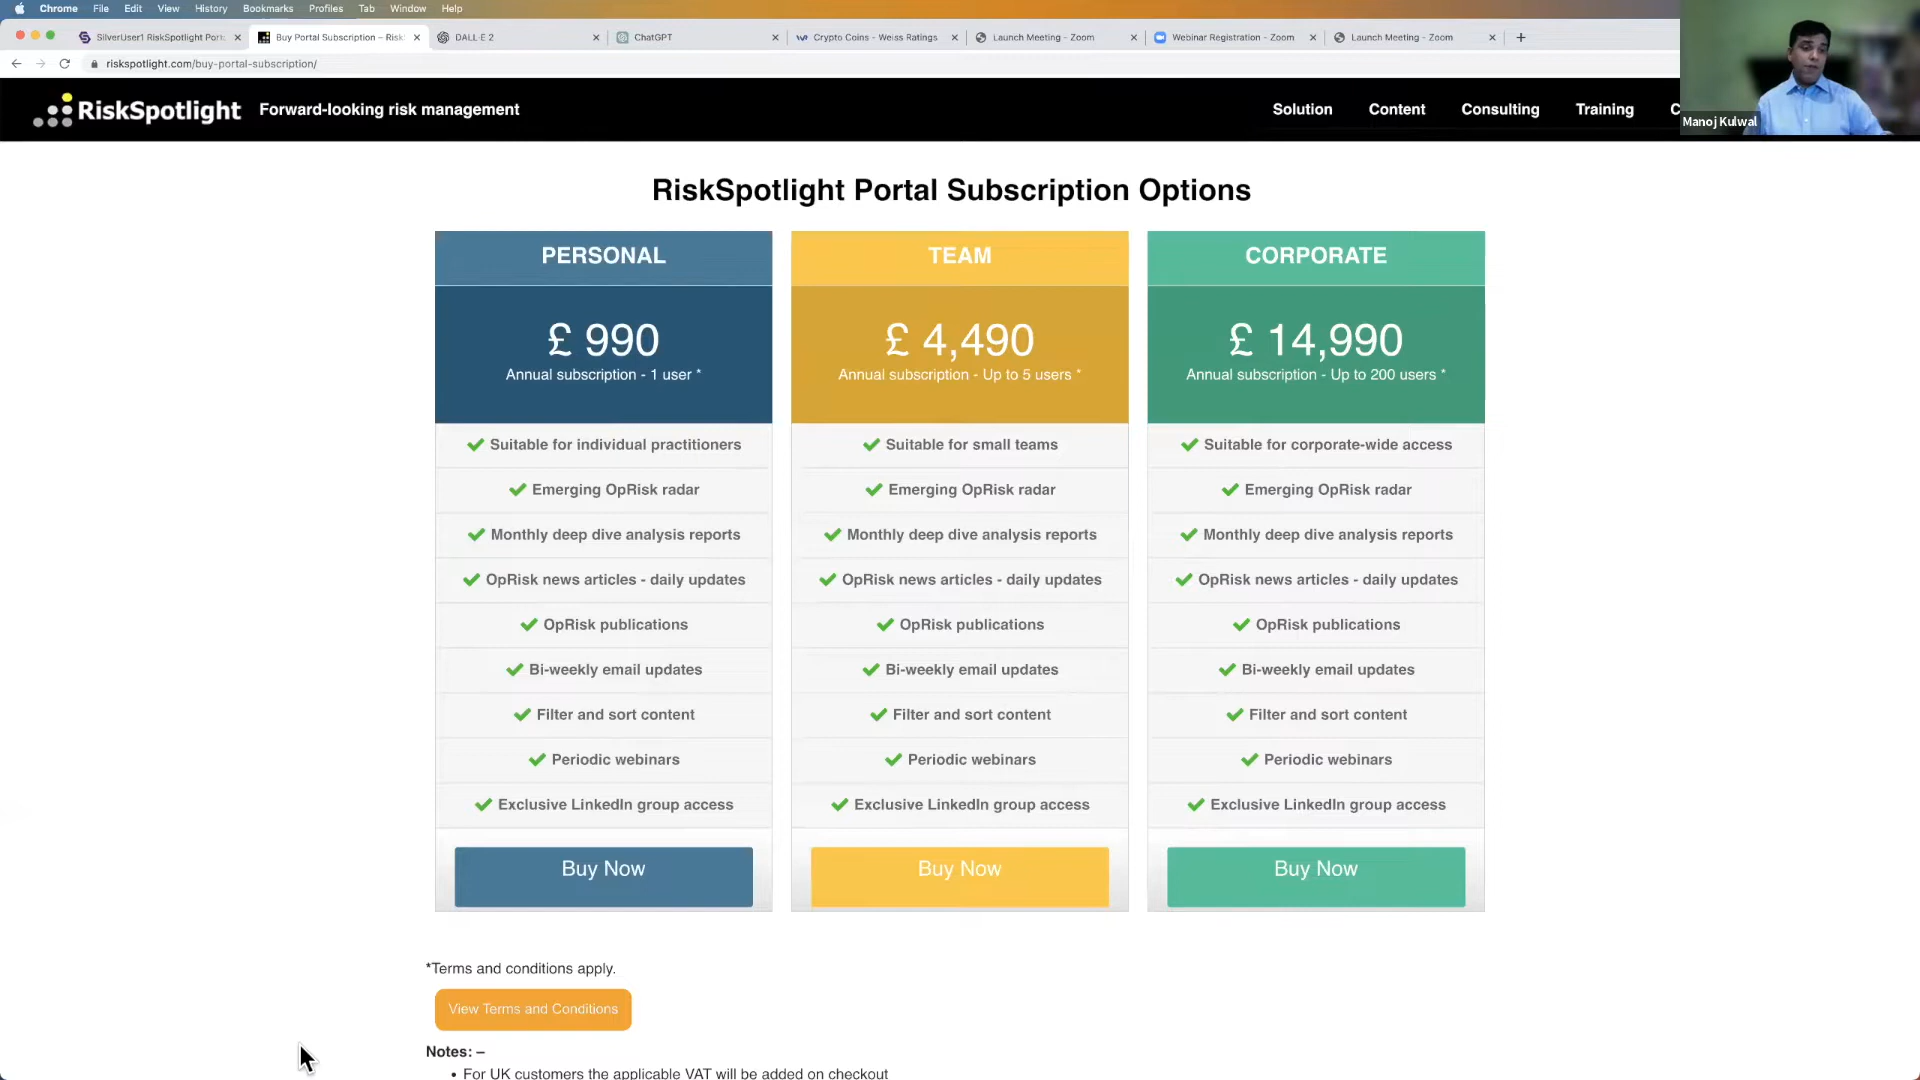 Chrome File Edit View History Bookmarks Profiles Tab Window Help
SilverUser1 RiskSpotlight Port
Buy Portal Subscription – Risk
DALL·E 2
ChatGPT
Crypto Coins - Weiss Ratings
Launch Meeting - Zoom
Webinar Registration - Zoom
Launch Meeting - Zoom
riskspotlight.com/buy-portal-subscription/
RiskSpotlight Forward-looking risk management
Solution Content Consulting Training C
Manoj Kulwal
RiskSpotlight Portal Subscription Options
PERSONAL
£ 990
Annual subscription - 1 user *
Suitable for individual practitioners
Emerging OpRisk radar
Monthly deep dive analysis reports
OpRisk news articles - daily updates
OpRisk publications
Bi-weekly email updates
Filter and sort content
Periodic webinars
Exclusive LinkedIn group access
Buy Now
TEAM
£ 4,490
Annual subscription - Up to 5 users *
Suitable for small teams
Emerging OpRisk radar
Monthly deep dive analysis reports
OpRisk news articles - daily updates
OpRisk publications
Bi-weekly email updates
Filter and sort content
Periodic webinars
Exclusive LinkedIn group access
Buy Now
CORPORATE
£ 14,990
Annual subscription - Up to 200 users *
Suitable for corporate-wide access
Emerging OpRisk radar
Monthly deep dive analysis reports
OpRisk news articles - daily updates
OpRisk publications
Bi-weekly email updates
Filter and sort content
Periodic webinars
Exclusive LinkedIn group access
Buy Now
*Terms and conditions apply.
View Terms and Conditions
Notes: –
• For UK customers the applicable VAT will be added on checkout